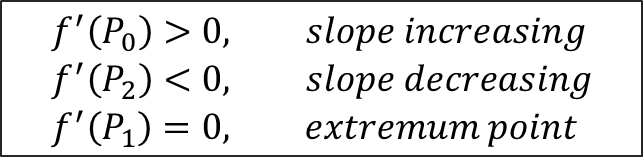 f′(P₀) > 0, slope increasing
f′(P₂) < 0, slope decreasing
f′(P₁) = 0, extremum point